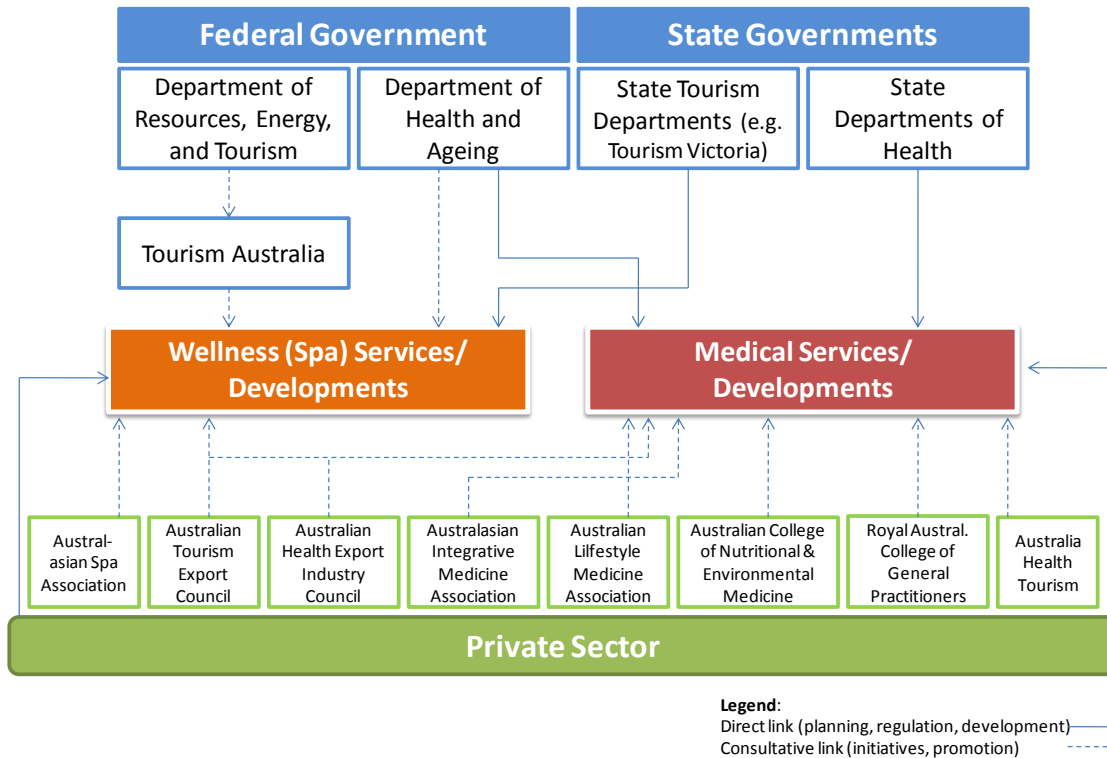 Federal Government
State Governments
Department of
Resources, Energy,
and Tourism
Department of
Health and
Ageing
State Tourism
Departments (e.g.
Tourism Victoria)
State
Departments of
Health
Tourism Australia
Wellness (Spa) Services/
Developments
Medical Services/
Developments
Austral-
asian Spa
Association
Australian
Tourism
Export
Council
Australian
Health Export
Industry
Council
Australasian
Integrative
Medicine
Association
Australian
Lilfestyle
Medicine
Association
Australian College
of Nutritional &
Environmental
Medicine
Royal Austral.
College of
General
Practitioners
Australia
Health
Tourism
Private Sector
Legend:
Direct link (planning, regulation, development)
Consultative link (initiatives, promotion)